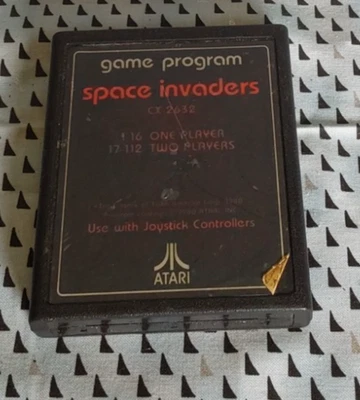 game program
space invaders
CX 2632
1-16 ONE PLAYER
17-112 TWO PLAYERS
Use with Joystick Controllers
ATARI